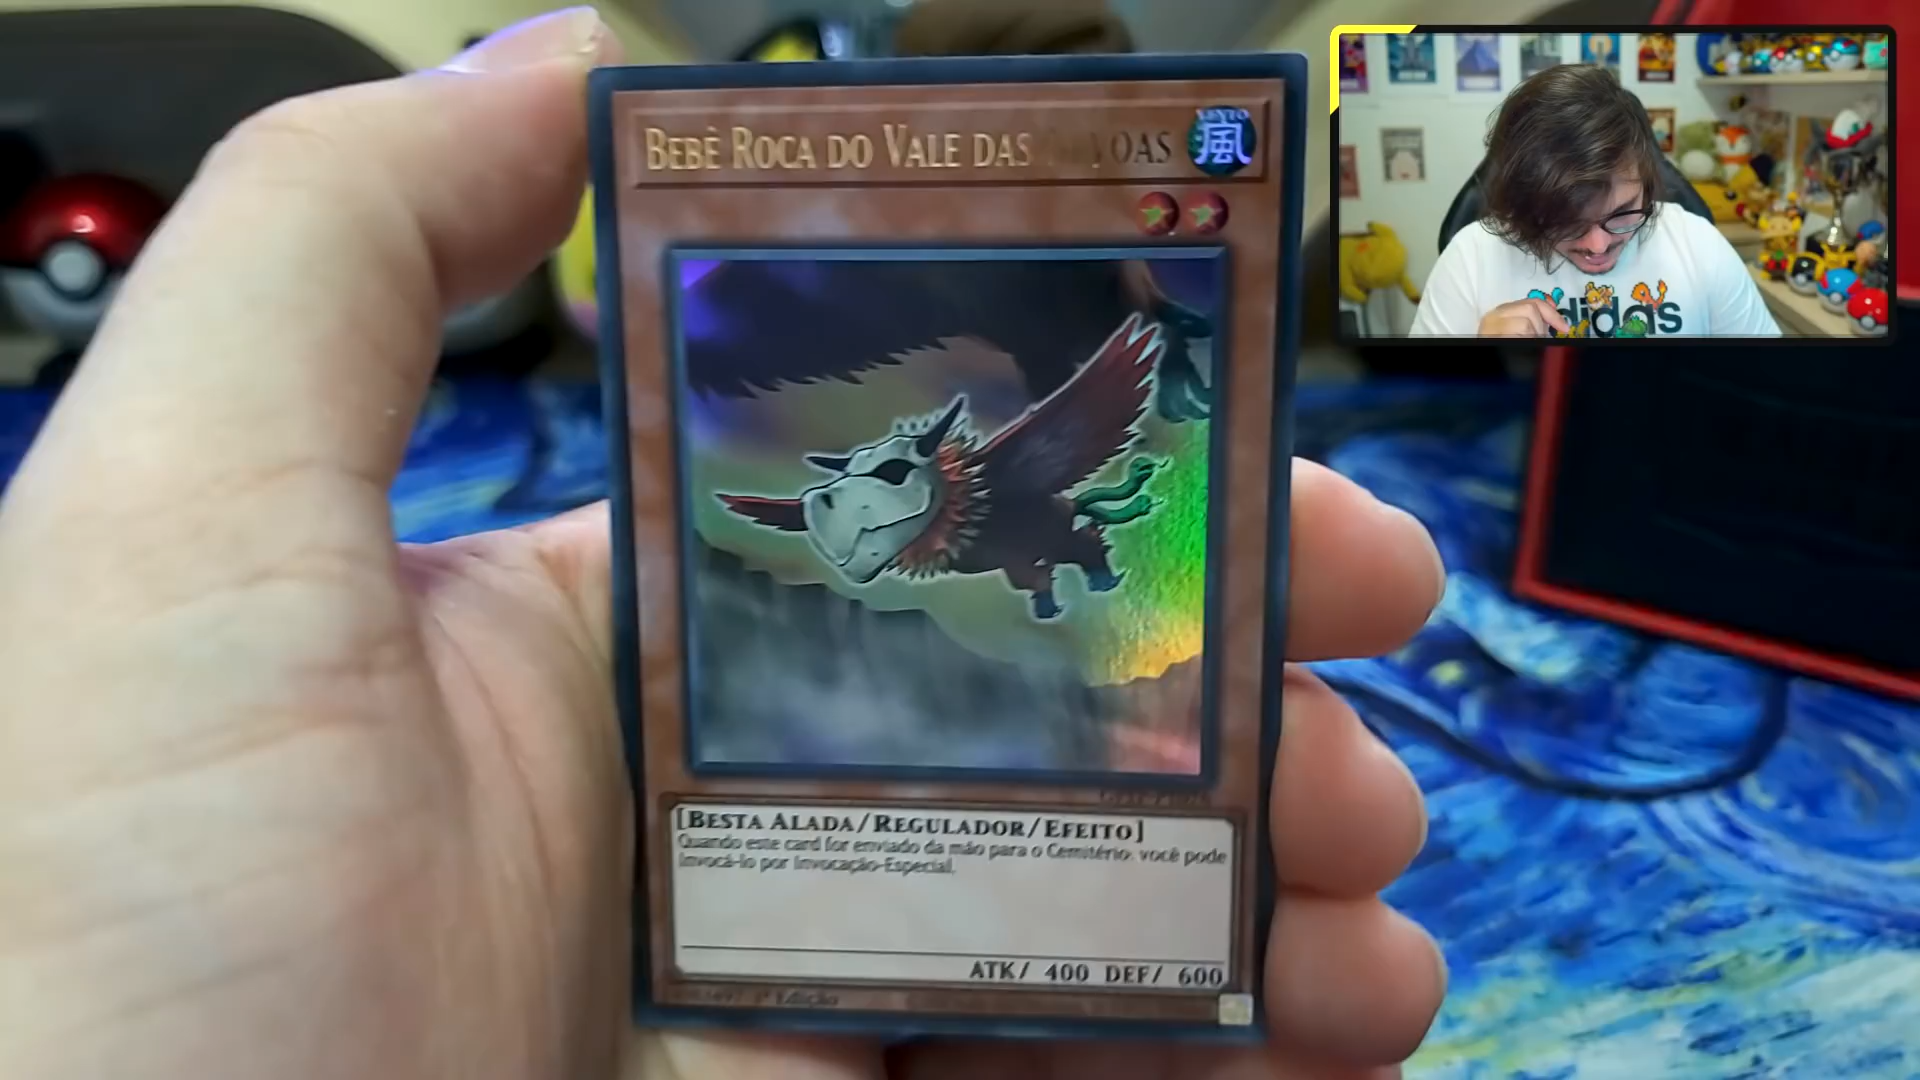 BEBÊ ROCA DO VALE DAS
VENTO
風
[BESTA ALADA/REGULADOR/EFEITO]
Quando este card for enviado da mão para o Cemitério: você pode
Invocá-lo por Invocação-Especial.
ATK/ 400 DEF/ 600
1ª Edição
adidas